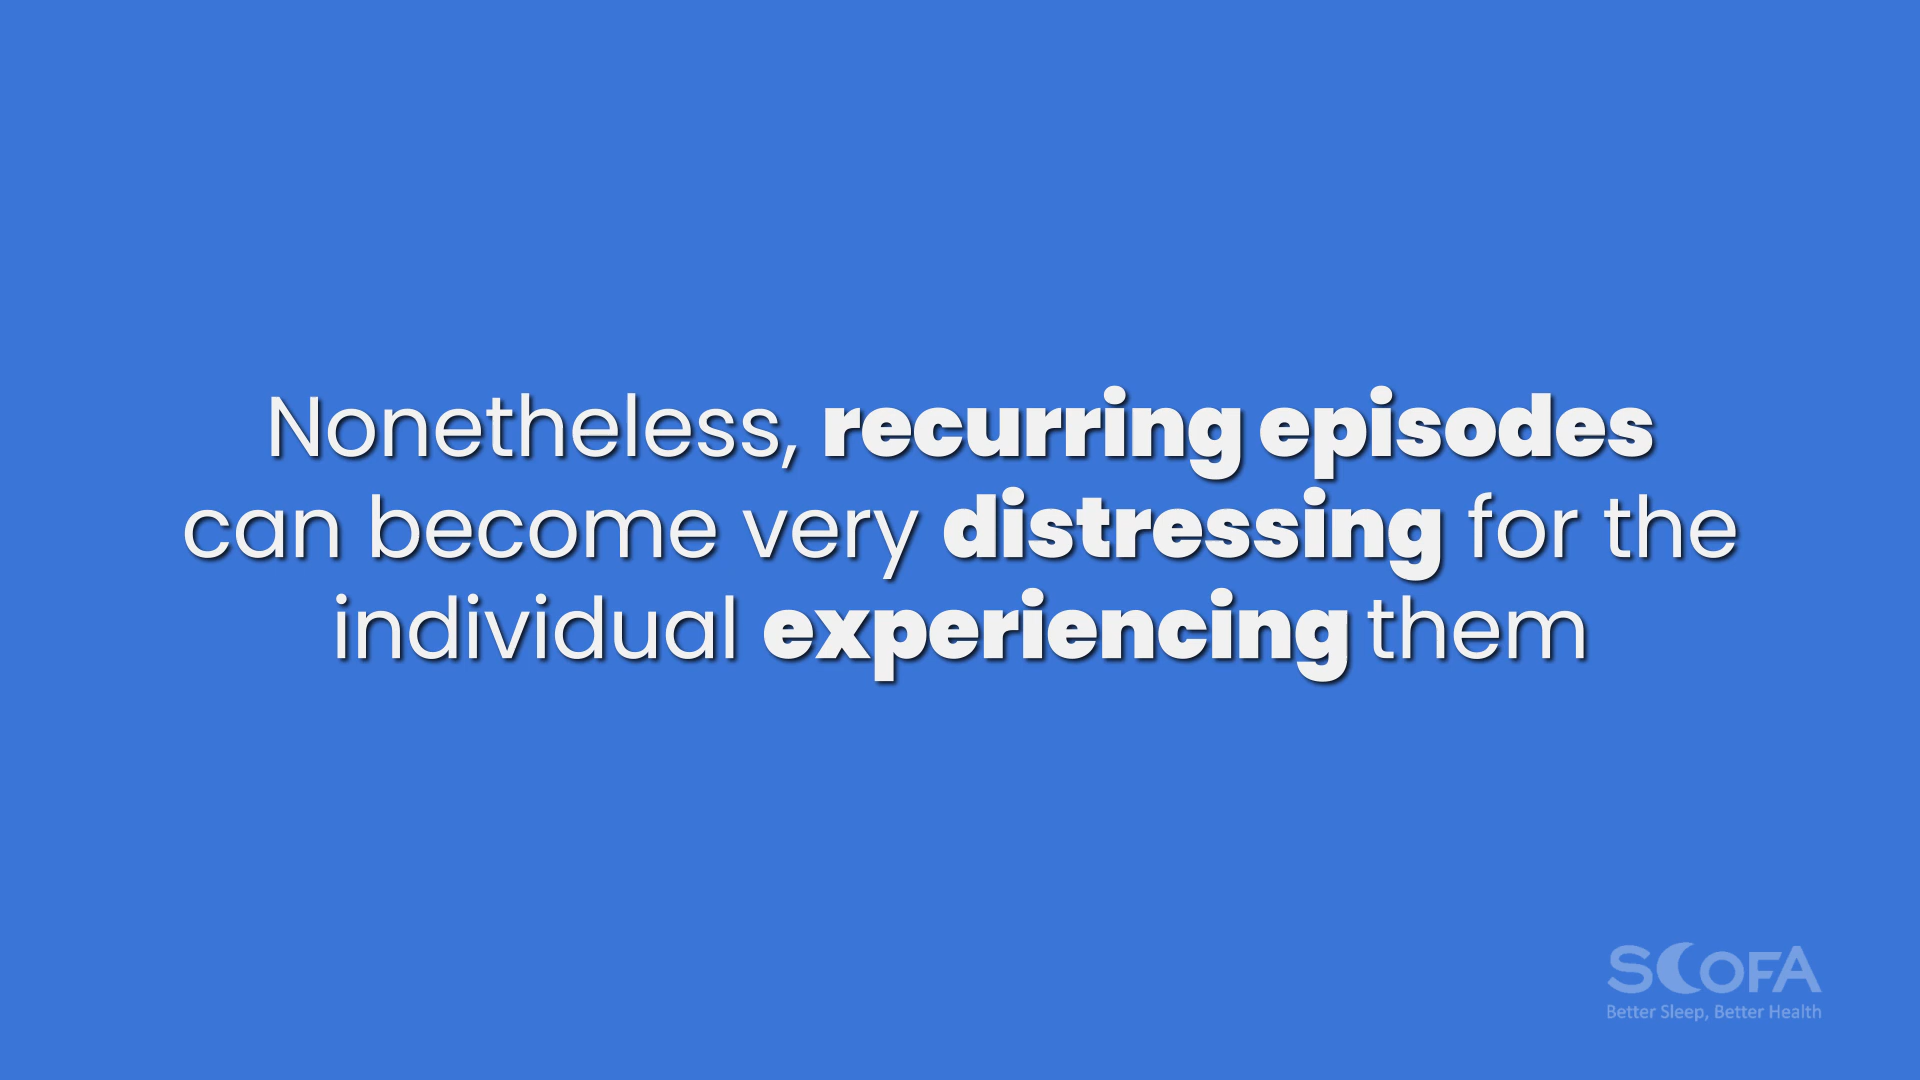 Nonetheless, recurring episodes
can become very distressing for the
individual experiencing them
SCOFA
Better Sleep, Better Health